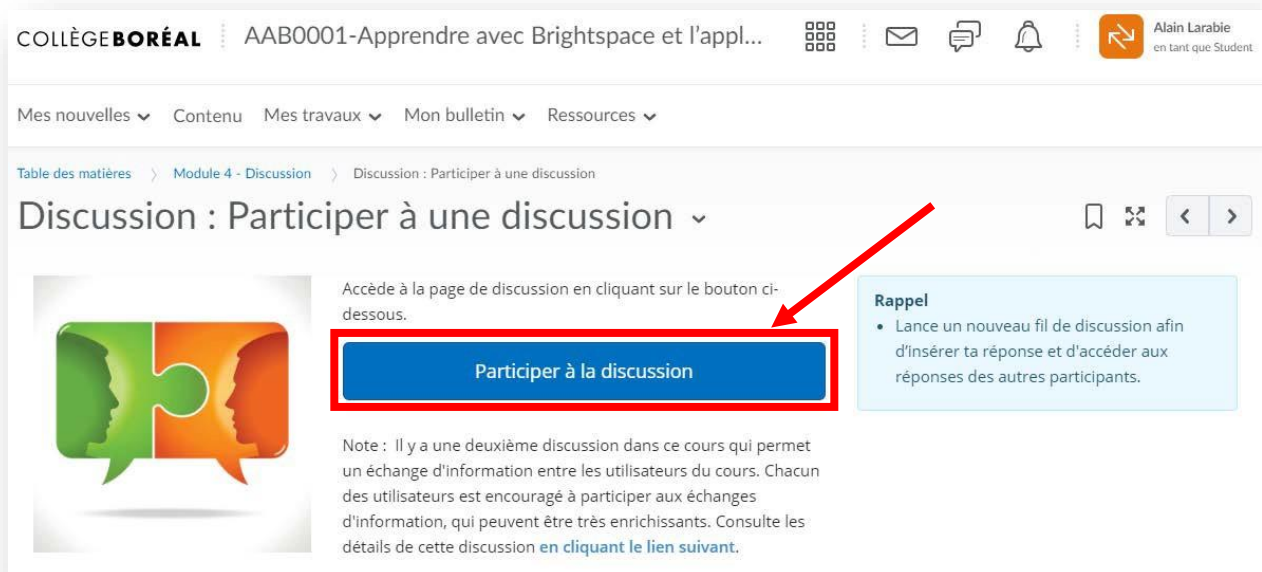 COLLÈGEBORÉAL
AAB0001-Apprendre avec Brightspace et l'appl...
Alain Larabie
en tant que Student
Mes nouvelles Contenu Mes travaux Mon bulletin Ressources
Table des matières Module 4 - Discussion Discussion : Participer à une discussion
Discussion : Participer à une discussion
Accède à la page de discussion en cliquant sur le bouton ci-
dessous.
Participer à la discussion
Note : Il y a une deuxième discussion dans ce cours qui permet
un échange d'information entre les utilisateurs du cours. Chacun
des utilisateurs est encouragé à participer aux échanges
d'information, qui peuvent être très enrichissants. Consulte les
détails de cette discussion en cliquant le lien suivant.
Rappel
• Lance un nouveau fil de discussion afin
d'insérer ta réponse et d'accéder aux
réponses des autres participants.